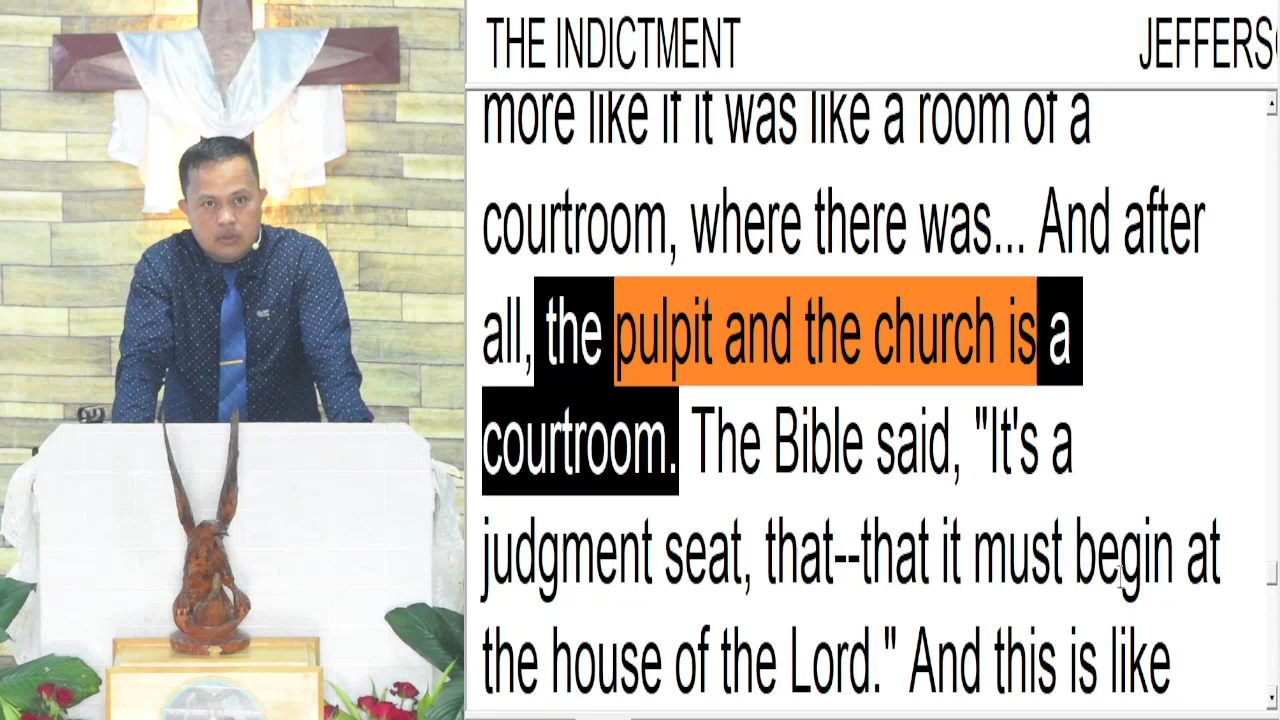 THE INDICTMENT JEFFERS
more like if it was like a room of a
courtroom, where there was... And after
all, the pulpit and the church is a
courtroom. The Bible said, "It's a
judgment seat, that--that it must begin at
the house of the Lord." And this is like